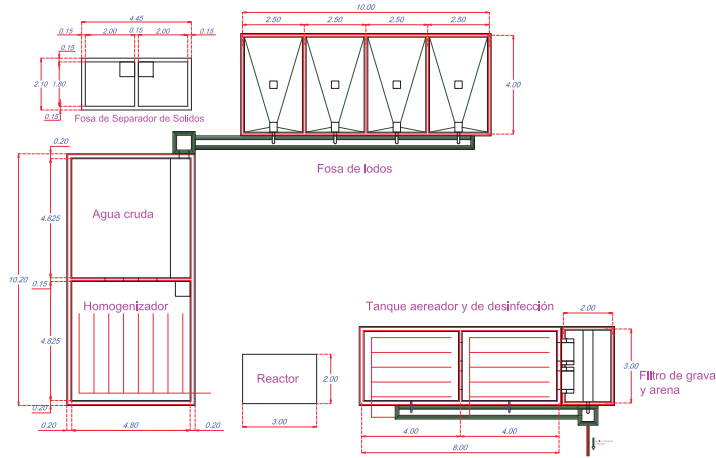 4.45
0.15 2.00 0.15 2.00 0.15
0.15
2.10 1.80
0.15
Fosa de Separador de Solidos
10.00
2.50 2.50 2.50 2.50
4.00
Fosa de lodos
0.20
4.825
Agua cruda
10.20
0.15
Homogenizador
4.825
0.20
0.20 4.80 0.20
Reactor
2.00
3.00
Tanque aereador y de desinfección
2.00
3.00
Filtro de grava
y arena
4.00 4.00
8.00